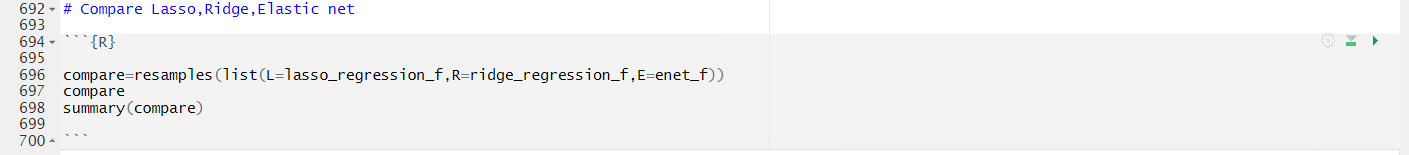 692 # Compare Lasso,Ridge,Elastic net
693
694 ```{R}
695
696 compare=resamples(list(L=lasso_regression_f,R=ridge_regression_f,E=enet_f))
697 compare
698 summary(compare)
699
700 ```